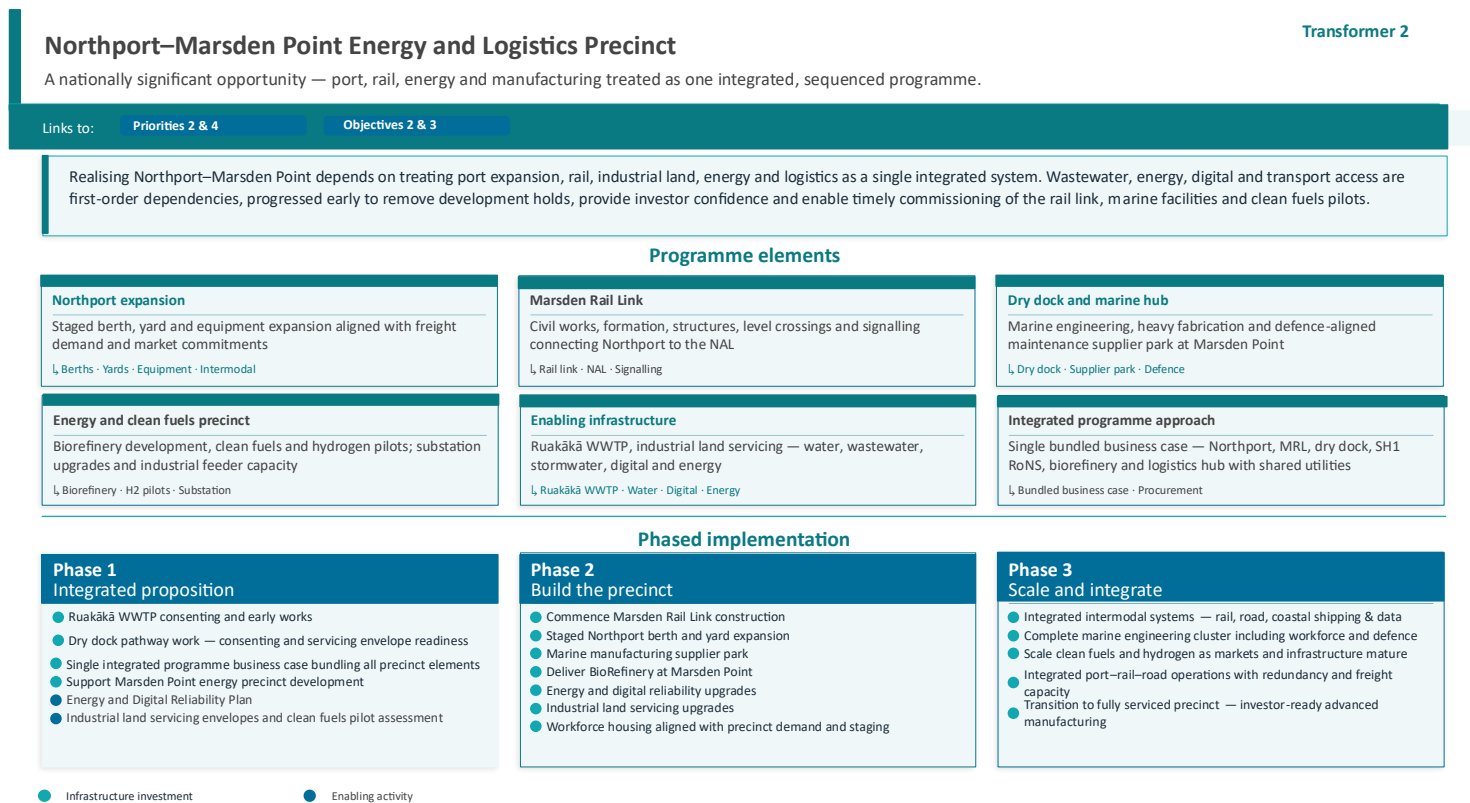 Northport–Marsden Point Energy and Logistics Precinct
Transformer 2
A nationally significant opportunity — port, rail, energy and manufacturing treated as one integrated, sequenced programme.
Links to:
Priorities 2 & 4
Objectives 2 & 3
Realising Northport–Marsden Point depends on treating port expansion, rail, industrial land, energy and logistics as a single integrated system. Wastewater, energy, digital and transport access are
first-order dependencies, progressed early to remove development holds, provide investor confidence and enable timely commissioning of the rail link, marine facilities and clean fuels pilots.
Programme elements
Northport expansion
Staged berth, yard and equipment expansion aligned with freight
demand and market commitments
↳ Berths · Yards · Equipment · Intermodal
Marsden Rail Link
Civil works, formation, structures, level crossings and signalling
connecting Northport to the NAL
↳ Rail link · NAL · Signalling
Dry dock and marine hub
Marine engineering, heavy fabrication and defence-aligned
maintenance supplier park at Marsden Point
↳ Dry dock · Supplier park · Defence
Energy and clean fuels precinct
Biorefinery development, clean fuels and hydrogen pilots; substation
upgrades and industrial feeder capacity
↳ Biorefinery · H2 pilots · Substation
Enabling infrastructure
Ruakākā WWTP, industrial land servicing — water, wastewater,
stormwater, digital and energy
↳ Ruakākā WWTP · Water · Digital · Energy
Integrated programme approach
Single bundled business case — Northport, MRL, dry dock, SH1
RoNS, biorefinery and logistics hub with shared utilities
↳ Bundled business case · Procurement
Phased implementation
Phase 1
Integrated proposition
Ruakākā WWTP consenting and early works
Dry dock pathway work — consenting and servicing envelope readiness
Single integrated programme business case bundling all precinct elements
Support Marsden Point energy precinct development
Energy and Digital Reliability Plan
Industrial land servicing envelopes and clean fuels pilot assessment
Phase 2
Build the precinct
Commence Marsden Rail Link construction
Staged Northport berth and yard expansion
Marine manufacturing supplier park
Deliver BioRefinery at Marsden Point
Energy and digital reliability upgrades
Industrial land servicing upgrades
Workforce housing aligned with precinct demand and staging
Phase 3
Scale and integrate
Integrated intermodal systems — rail, road, coastal shipping & data
Complete marine engineering cluster including workforce and defence
Scale clean fuels and hydrogen as markets and infrastructure mature
Integrated port–rail–road operations with redundancy and freight
capacity
Transition to fully serviced precinct — investor-ready advanced
manufacturing
Infrastructure investment
Enabling activity